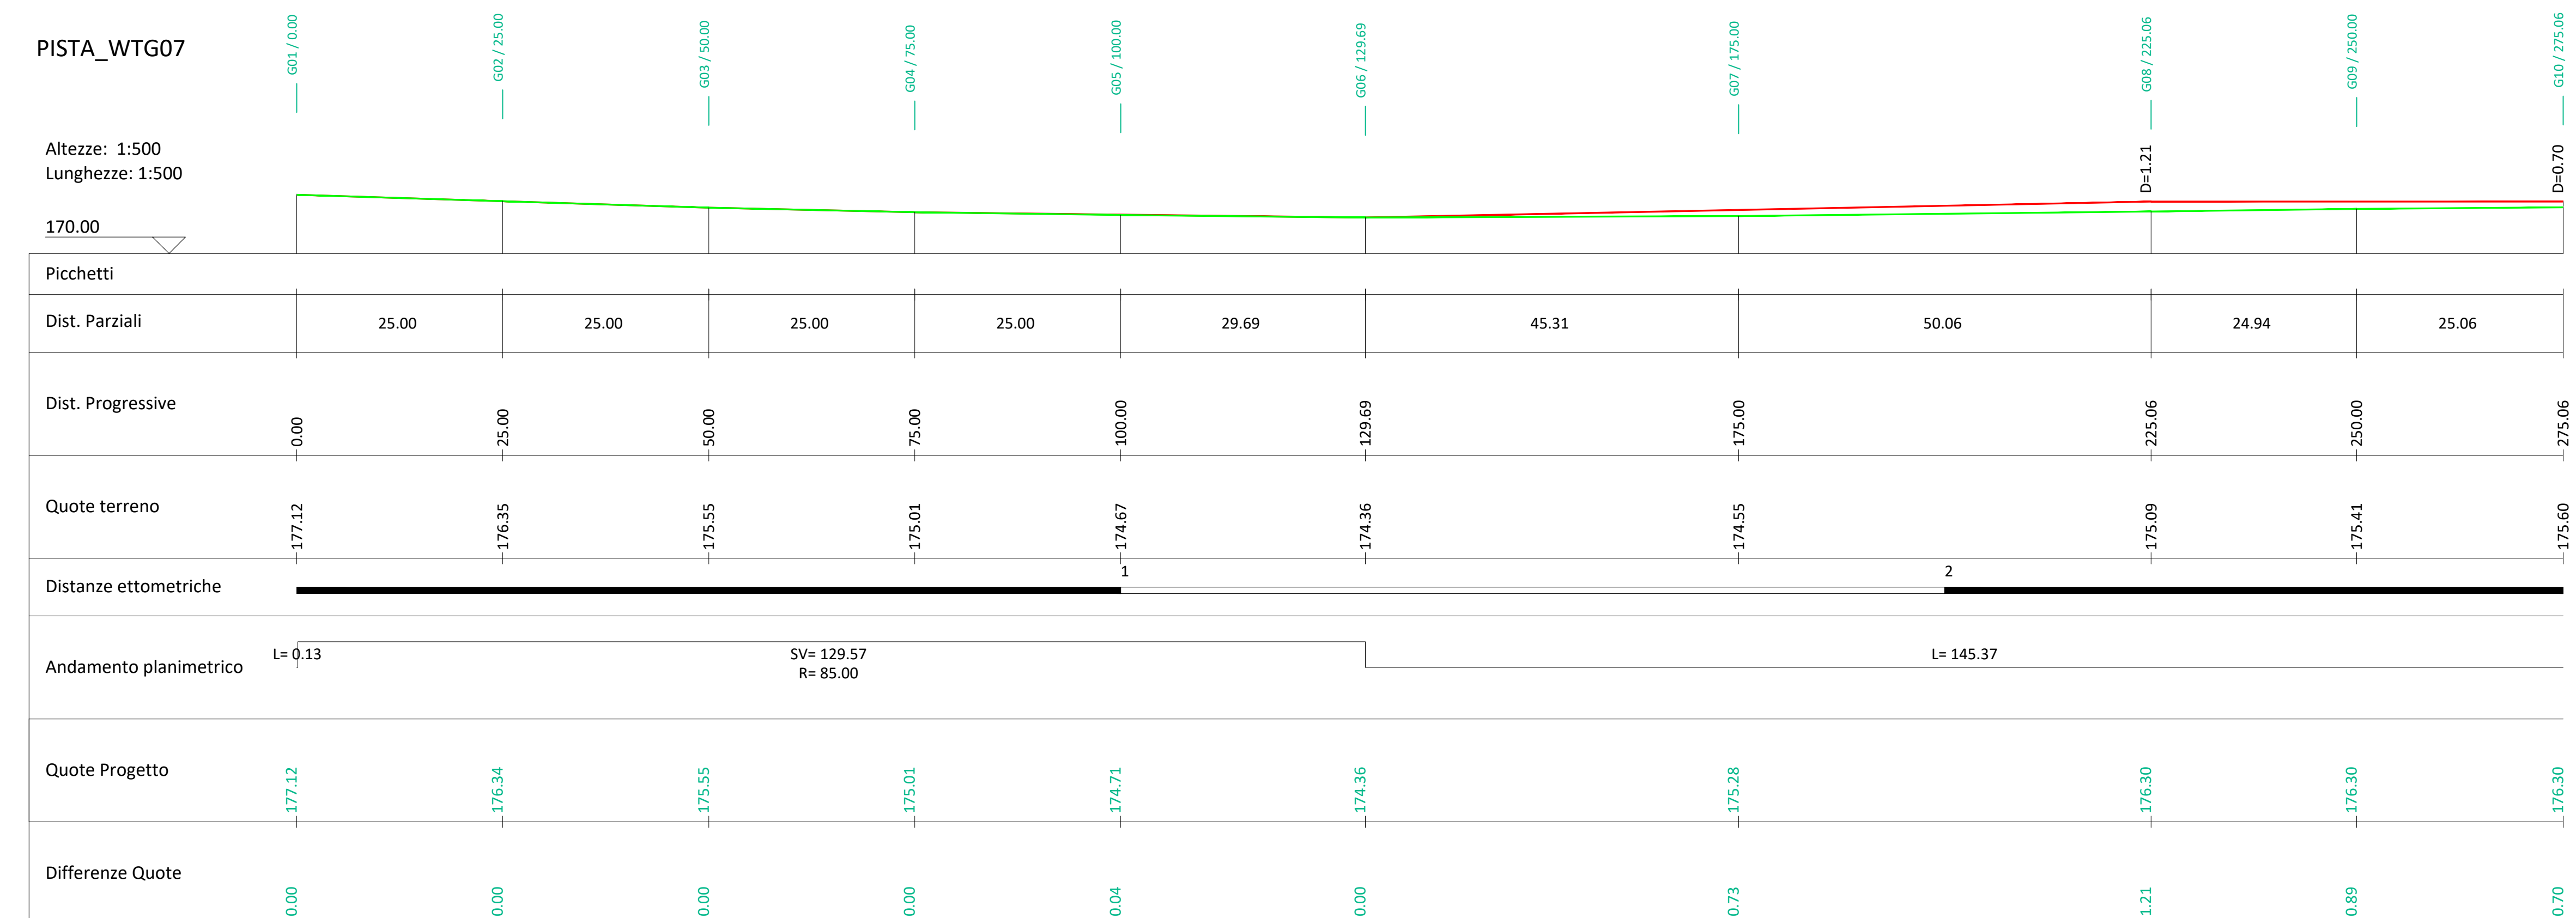 PISTA_WTG07
G01 / 0.00
G02 / 25.00
G03 / 50.00
G04 / 75.00
G05 / 100.00
G06 / 129.69
G07 / 175.00
G08 / 225.06
G09 / 250.00
G10 / 275.06
Altezze: 1:500
Lunghezze: 1:500
D=1.21
D=0.70
170.00
Picchetti
Dist. Parziali 25.00 25.00 25.00 25.00 29.69 45.31 50.06 24.94 25.06
Dist. Progressive 0.00 25.00 50.00 75.00 100.00 129.69 175.00 225.06 250.00 275.06
Quote terreno 177.12 176.35 175.55 175.01 174.67 174.36 174.55 175.09 175.41 175.60
Distanze ettometriche 1 2
Andamento planimetrico L= 0.13 SV= 129.57 L= 145.37
R= 85.00
Quote Progetto 177.12 176.34 175.55 175.01 174.71 174.36 175.28 176.30 176.30 176.30
Differenze Quote 0.00 0.00 0.00 0.00 0.04 0.00 0.73 1.21 0.89 0.70